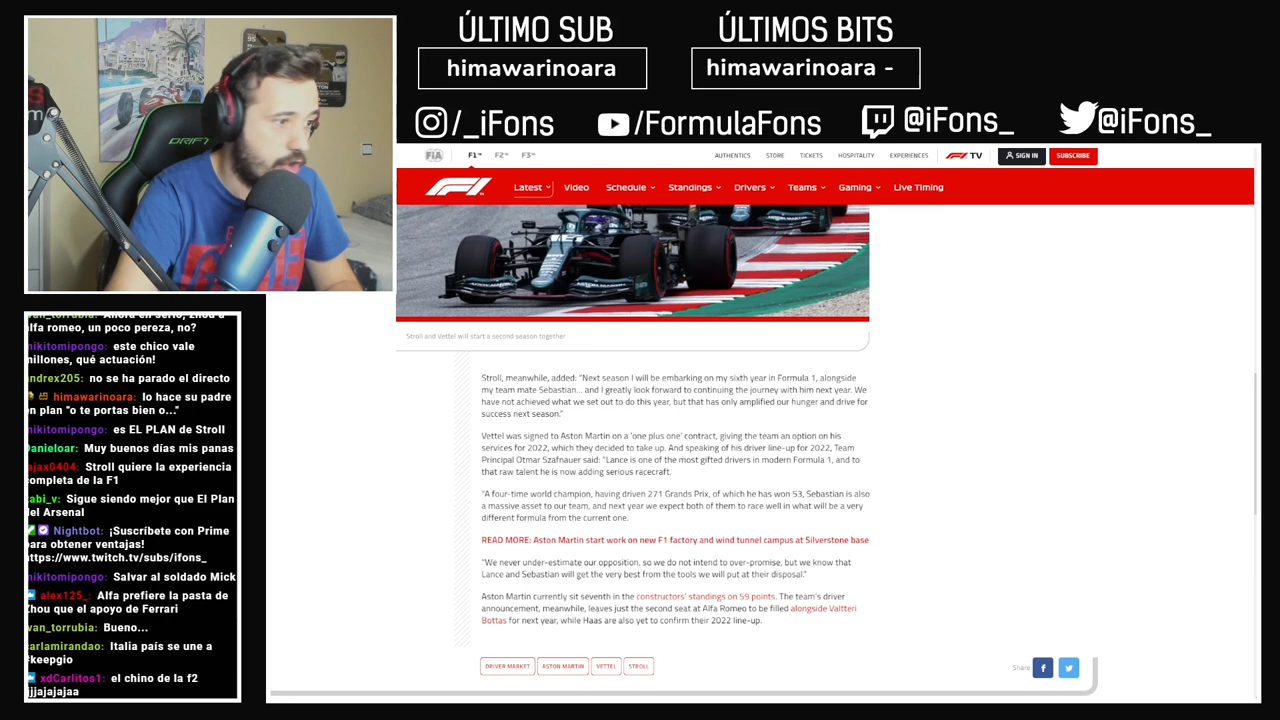 ÚLTIMO SUB
himawarinoara
ÚLTIMOS BITS
himawarinoara -
/_iFons
/FormulaFons
@iFons_
@iFons_
DRIFT
FIA
F1
F2
F3
AUTHENTICS
STORE
TICKETS
HOSPITALITY
EXPERIENCES
F1 TV
SIGN IN
SUBSCRIBE
F1
Latest
Video
Schedule
Standings
Drivers
Teams
Gaming
Live Timing
Stroll and Vettel will start a second season together
Stroll, meanwhile, added: “Next season I will be embarking on my sixth year in Formula 1, alongside
my team mate Sebastian… and I greatly look forward to continuing the journey with him next year. We
have not achieved what we set out to do this year, but that has only amplified our hunger and drive for
success next season.”
Vettel was signed to Aston Martin on a ‘one plus one’ contract, giving the team an option on his
services for 2022, which they decided to take up. And speaking of his driver line-up for 2022, Team
Principal Otmar Szafnauer said: “Lance is one of the most gifted drivers in modern Formula 1, and to
that raw talent he is now adding serious racecraft.
“A four-time world champion, having driven 271 Grands Prix, of which he has won 53, Sebastian is also
a massive asset to our team, and next year we expect both of them to race well in what will be a very
different formula from the current one.
READ MORE: Aston Martin start work on new F1 factory and wind tunnel campus at Silverstone base
“We never under-estimate our opposition, so we do not intend to over-promise, but we know that
Lance and Sebastian will get the very best from the tools we will put at their disposal.”
Aston Martin currently sit seventh in the constructors’ standings on 59 points. The team’s driver
announcement, meanwhile, leaves just the second seat at Alfa Romeo to be filled alongside Valtteri
Bottas for next year, while Haas are also yet to confirm their 2022 line-up.
DRIVER MARKET
ASTON MARTIN
VETTEL
STROLL
Share
van_torrubia: Ahora en serio, Zhou a
lfa romeo, un poco pereza, no?
nikitomipongo: este chico vale
millones, qué actuación!
andrex205: no se ha parado el directo
himawarinoara: lo hace su padre
en plan "o te portas bien o..."
nikitomipongo: es EL PLAN de Stroll
Danieloar: Muy buenos días mis panas
ajax0404: Stroll quiere la experiencia
completa de la F1
abi_v: Sigue siendo mejor que El Plan
del Arsenal
Nightbot: ¡Suscríbete con Prime
para obtener ventajas!
https://www.twitch.tv/subs/ifons_
nikitomipongo: Salvar al soldado Mick
alex125_: Alfa prefiere la pasta de
Zhou que el apoyo de Ferrari
van_torrubia: Bueno...
carlamirandao: Italia país se une a
#keepgio
xdCarlitos1: el chino de la f2
jjjajajajaa